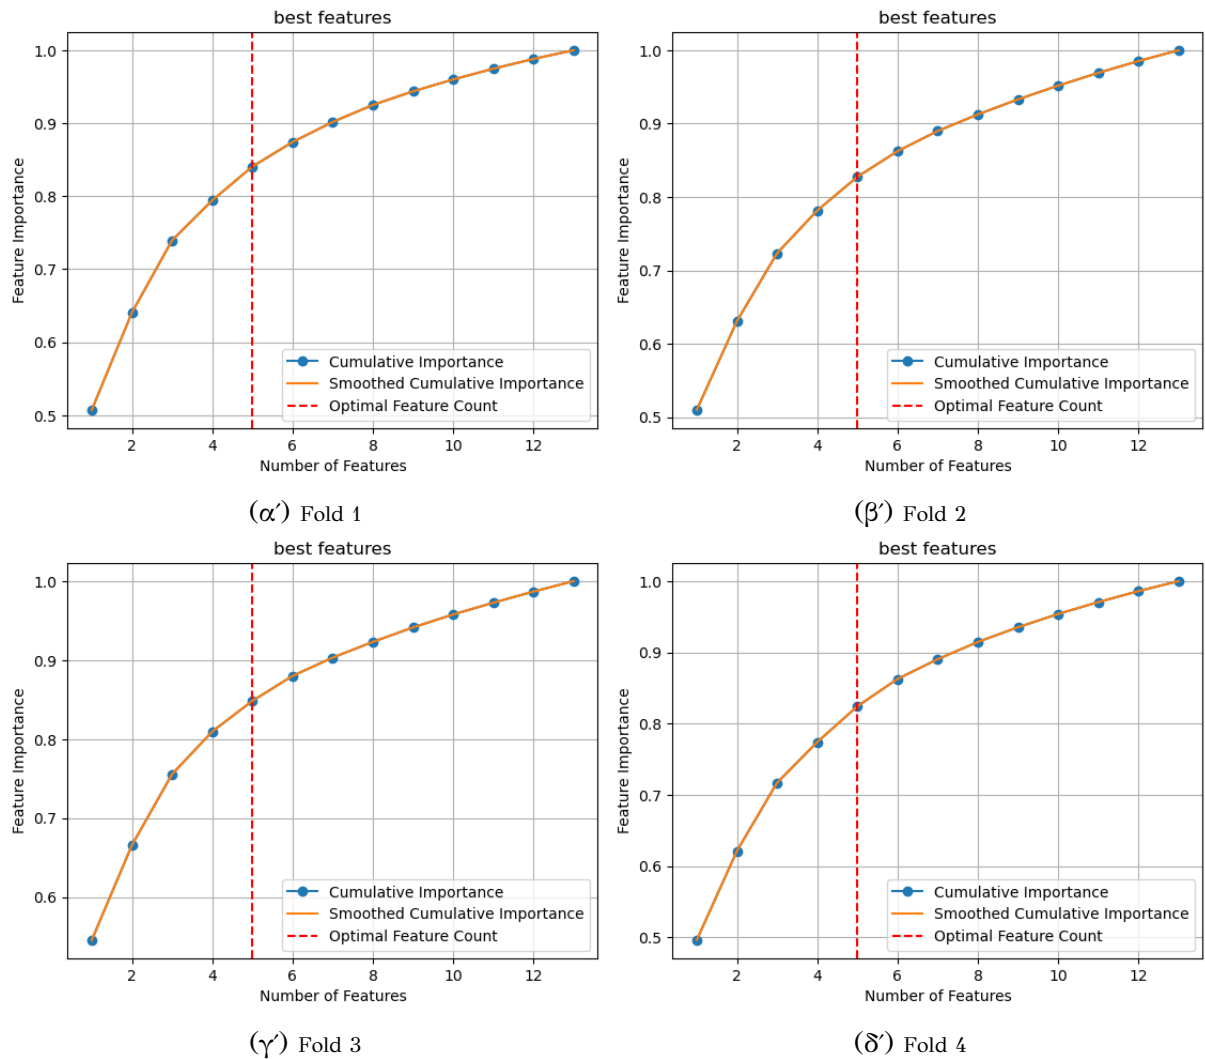 best features
1.0
0.9
0.8
0.7
0.6
0.5
Feature Importance
Cumulative Importance
Smoothed Cumulative Importance
Optimal Feature Count
2 4 6 8 10 12
Number of Features
(α′) Fold 1
best features
1.0
0.9
0.8
0.7
0.6
0.5
Feature Importance
Cumulative Importance
Smoothed Cumulative Importance
Optimal Feature Count
2 4 6 8 10 12
Number of Features
(β′) Fold 2
best features
1.0
0.9
0.8
0.7
0.6
Feature Importance
Cumulative Importance
Smoothed Cumulative Importance
Optimal Feature Count
2 4 6 8 10 12
Number of Features
(γ′) Fold 3
best features
1.0
0.9
0.8
0.7
0.6
0.5
Feature Importance
Cumulative Importance
Smoothed Cumulative Importance
Optimal Feature Count
2 4 6 8 10 12
Number of Features
(δ′) Fold 4